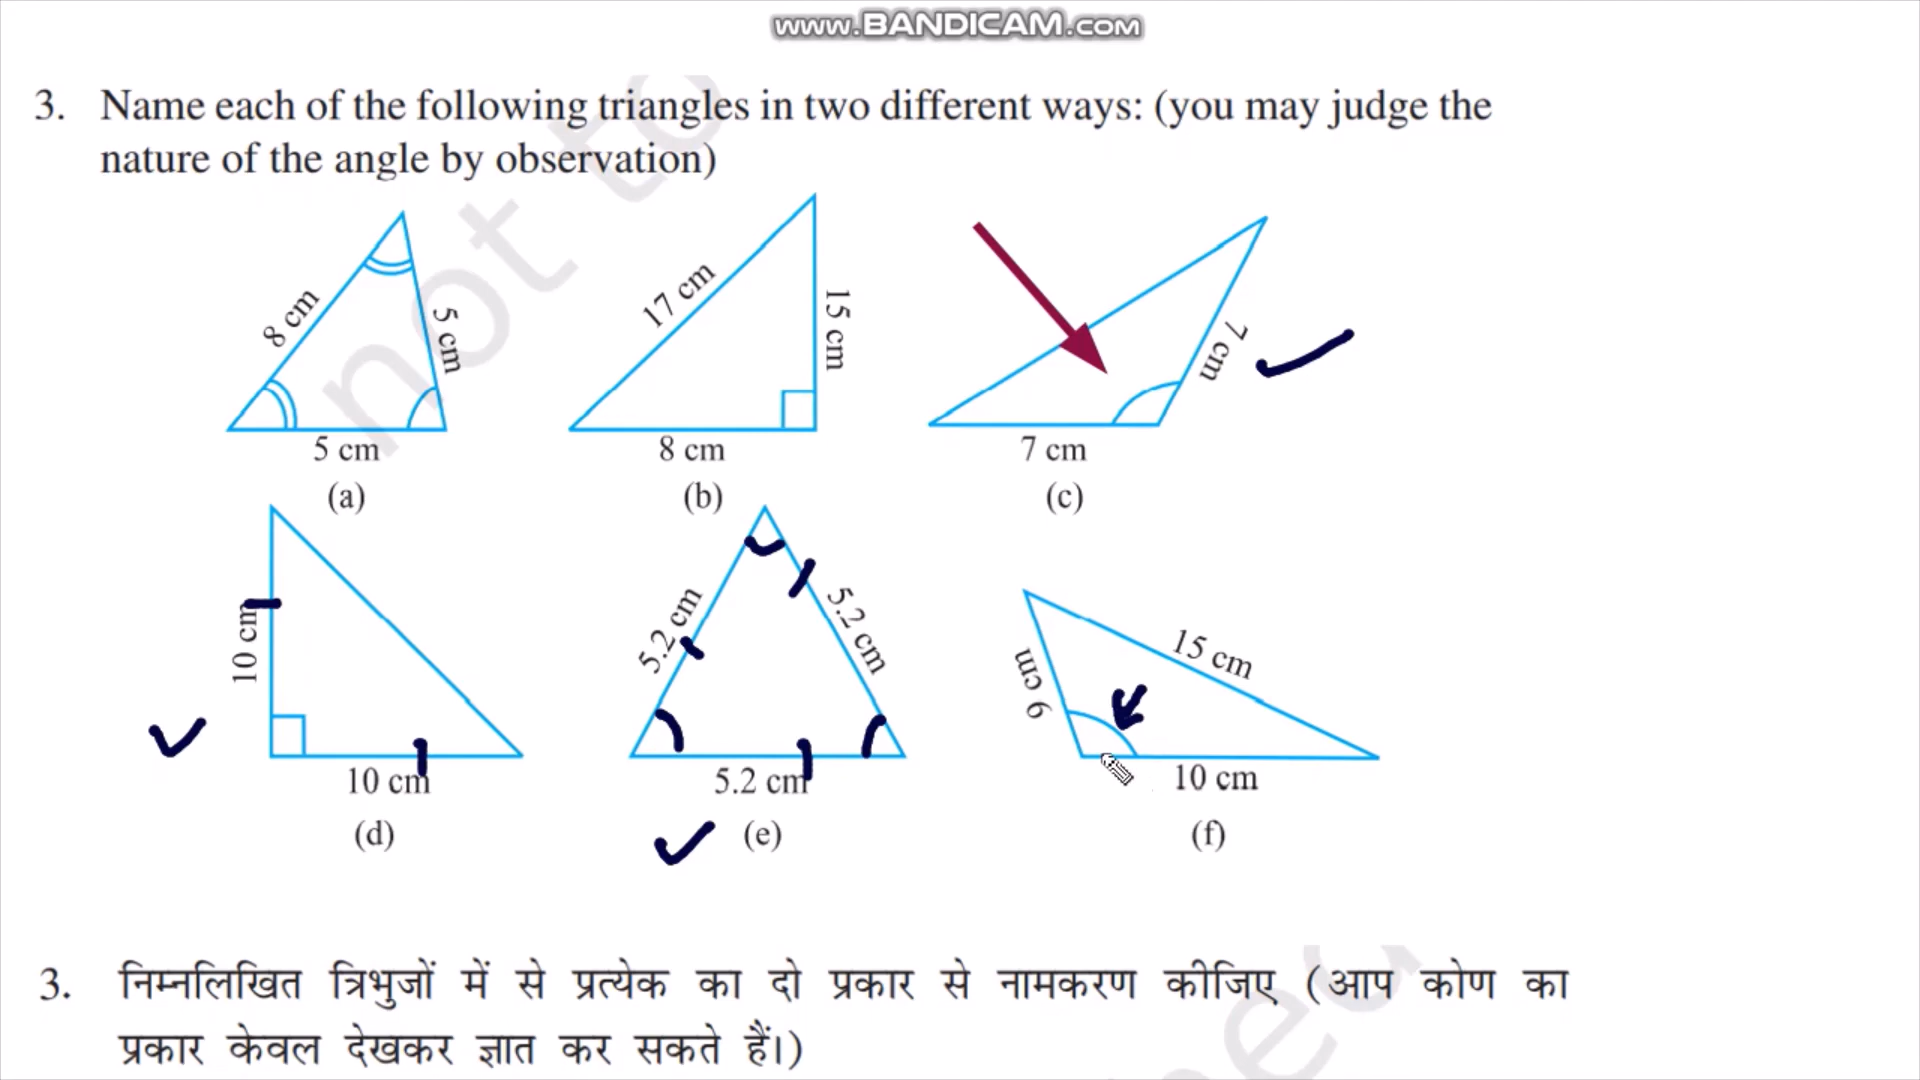 www.BANDICAM.com
3. Name each of the following triangles in two different ways: (you may judge the
nature of the angle by observation)
8 cm
5 cm
5 cm
(a)
17 cm
15 cm
8 cm
(b)
7 cm
7 cm
(c)
10 cm
10 cm
(d)
5.2 cm
5.2 cm
5.2 cm
(e)
9 cm
15 cm
10 cm
(f)
3. निम्नलिखित त्रिभुजों में से प्रत्येक का दो प्रकार से नामकरण कीजिए (आप कोण का
प्रकार केवल देखकर ज्ञात कर सकते हैं।)
not to